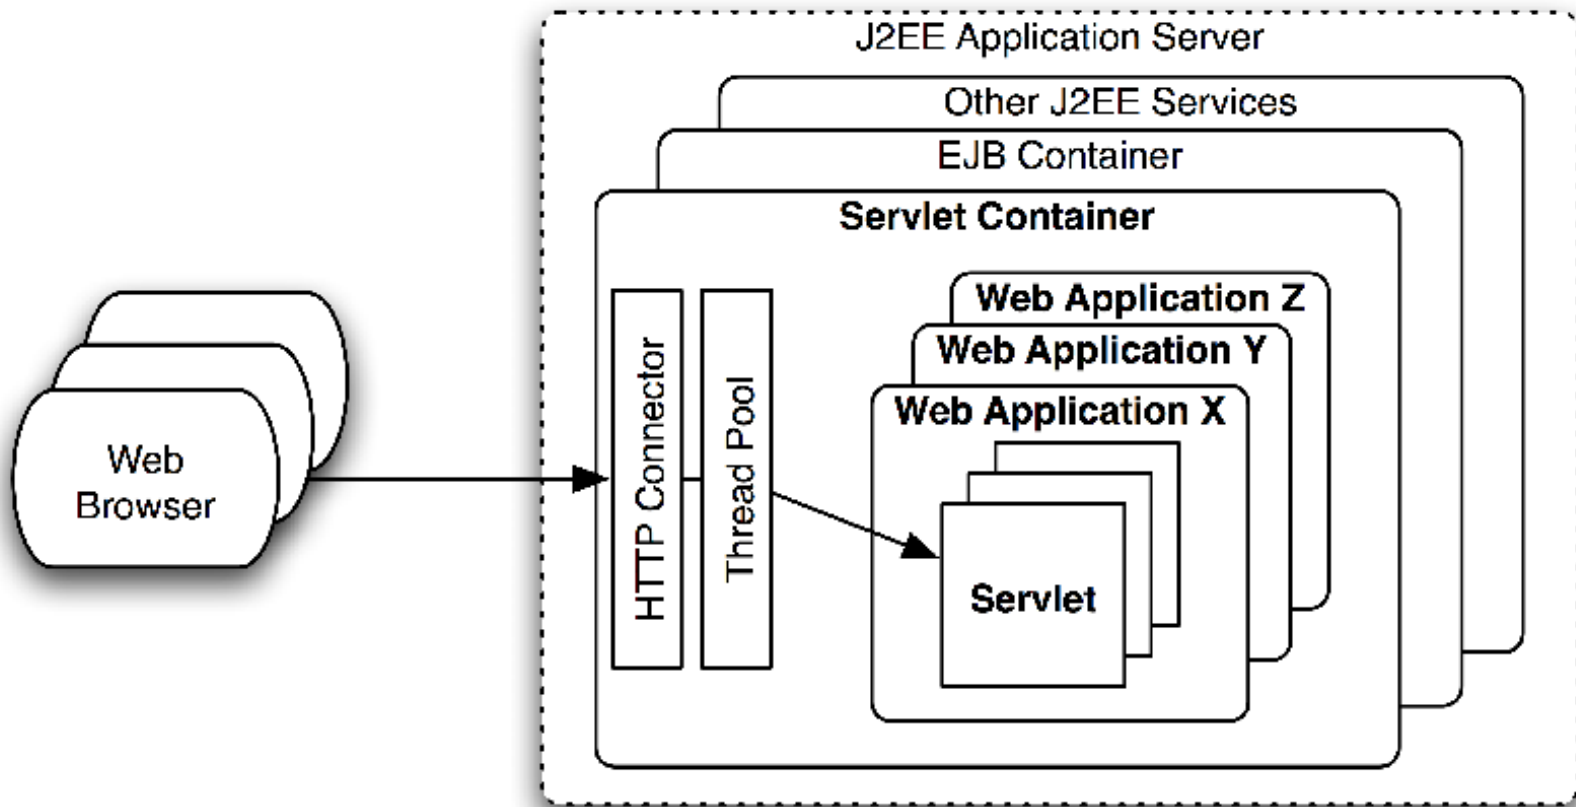 J2EE Application Server
Other J2EE Services
EJB Container
Servlet Container
Web Application Z
Web Application Y
Web Application X
HTTP Connector
Thread Pool
Web
Browser
Servlet